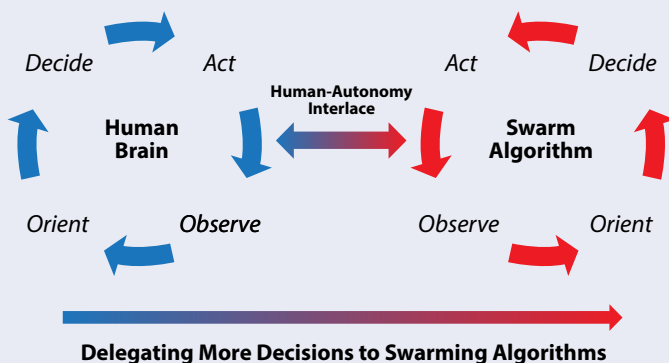 Decide
Act
Human
Brain
Orient
Observe
Human-Autonomy
Interlace
Act
Decide
Swarm
Algorithm
Observe
Orient
Delegating More Decisions to Swarming Algorithms